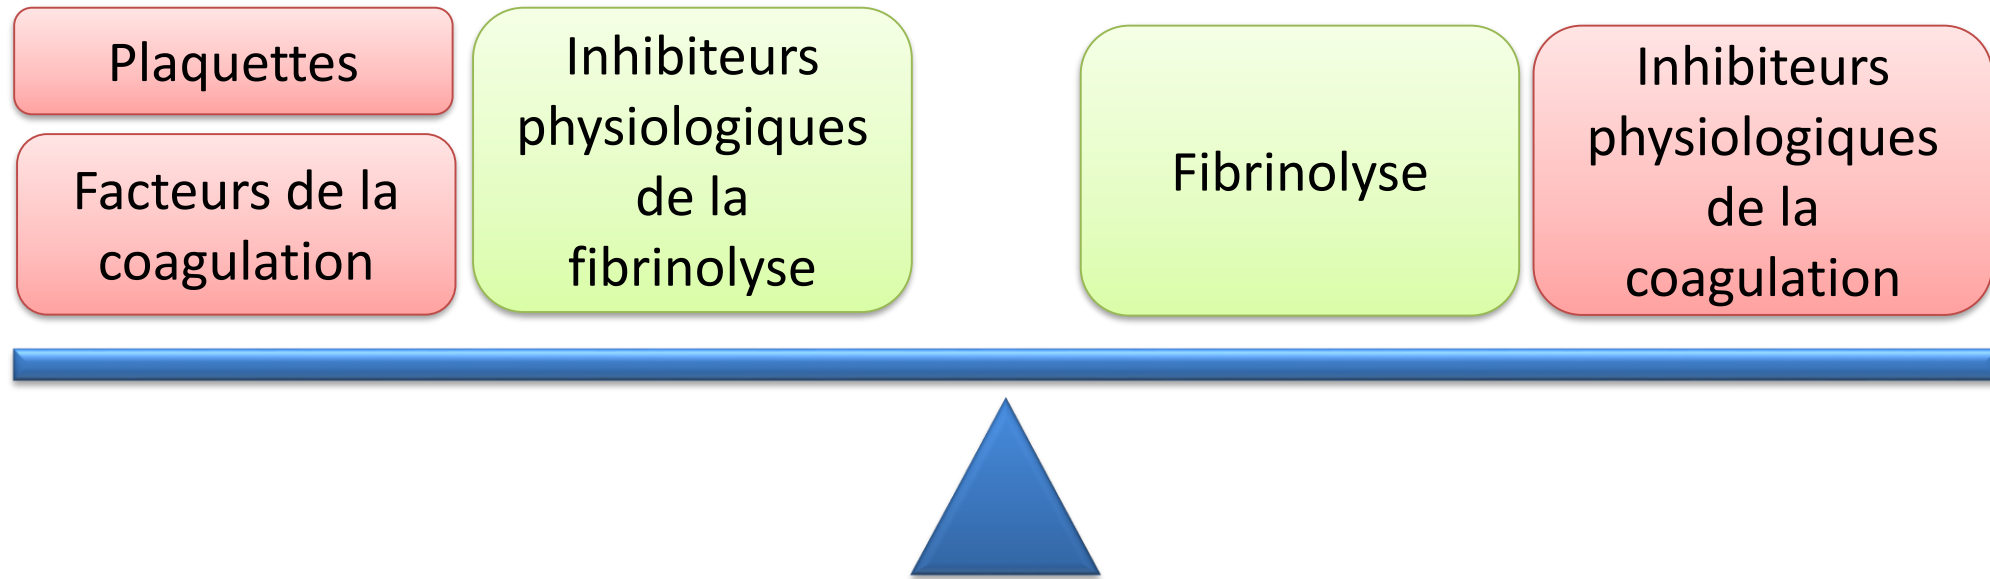 Plaquettes
Facteurs de la
coagulation
Inhibiteurs
physiologiques
de la
fibrinolyse
Fibrinolyse
Inhibiteurs
physiologiques
de la
coagulation